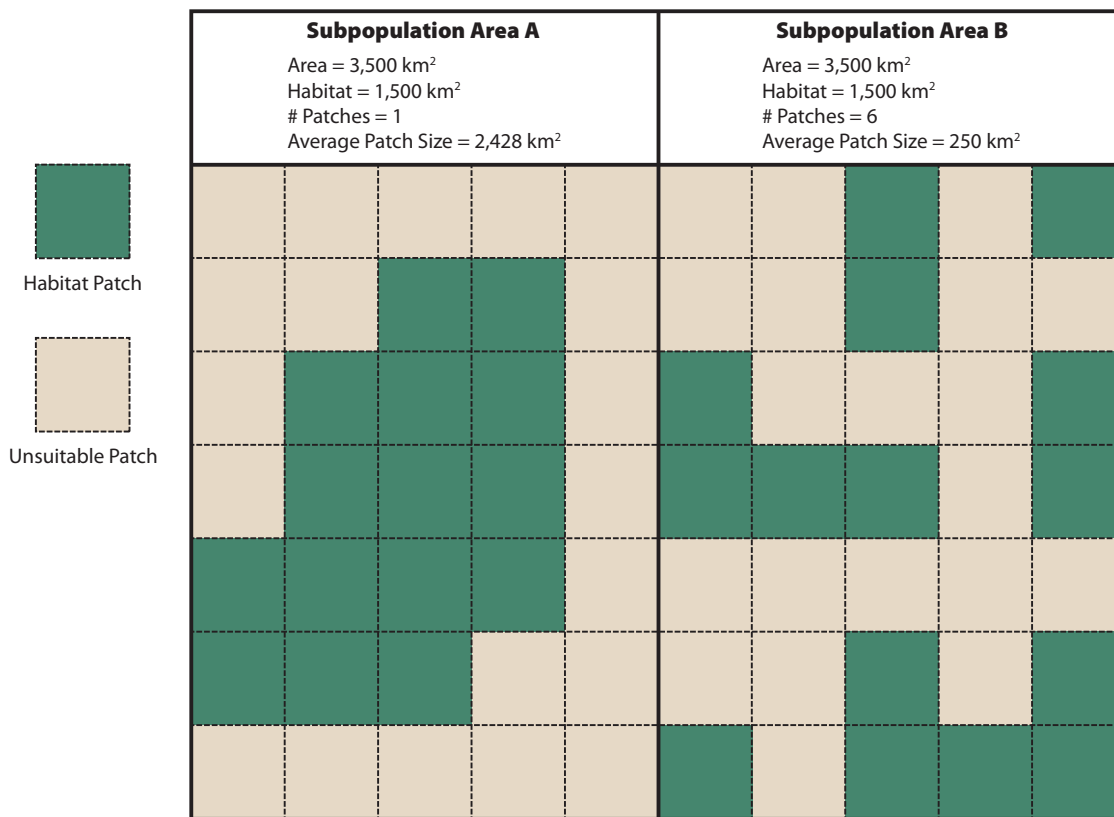 Subpopulation Area A
Area = 3,500 km²
Habitat = 1,500 km²
# Patches = 1
Average Patch Size = 2,428 km²
Subpopulation Area B
Area = 3,500 km²
Habitat = 1,500 km²
# Patches = 6
Average Patch Size = 250 km²
Habitat Patch
Unsuitable Patch